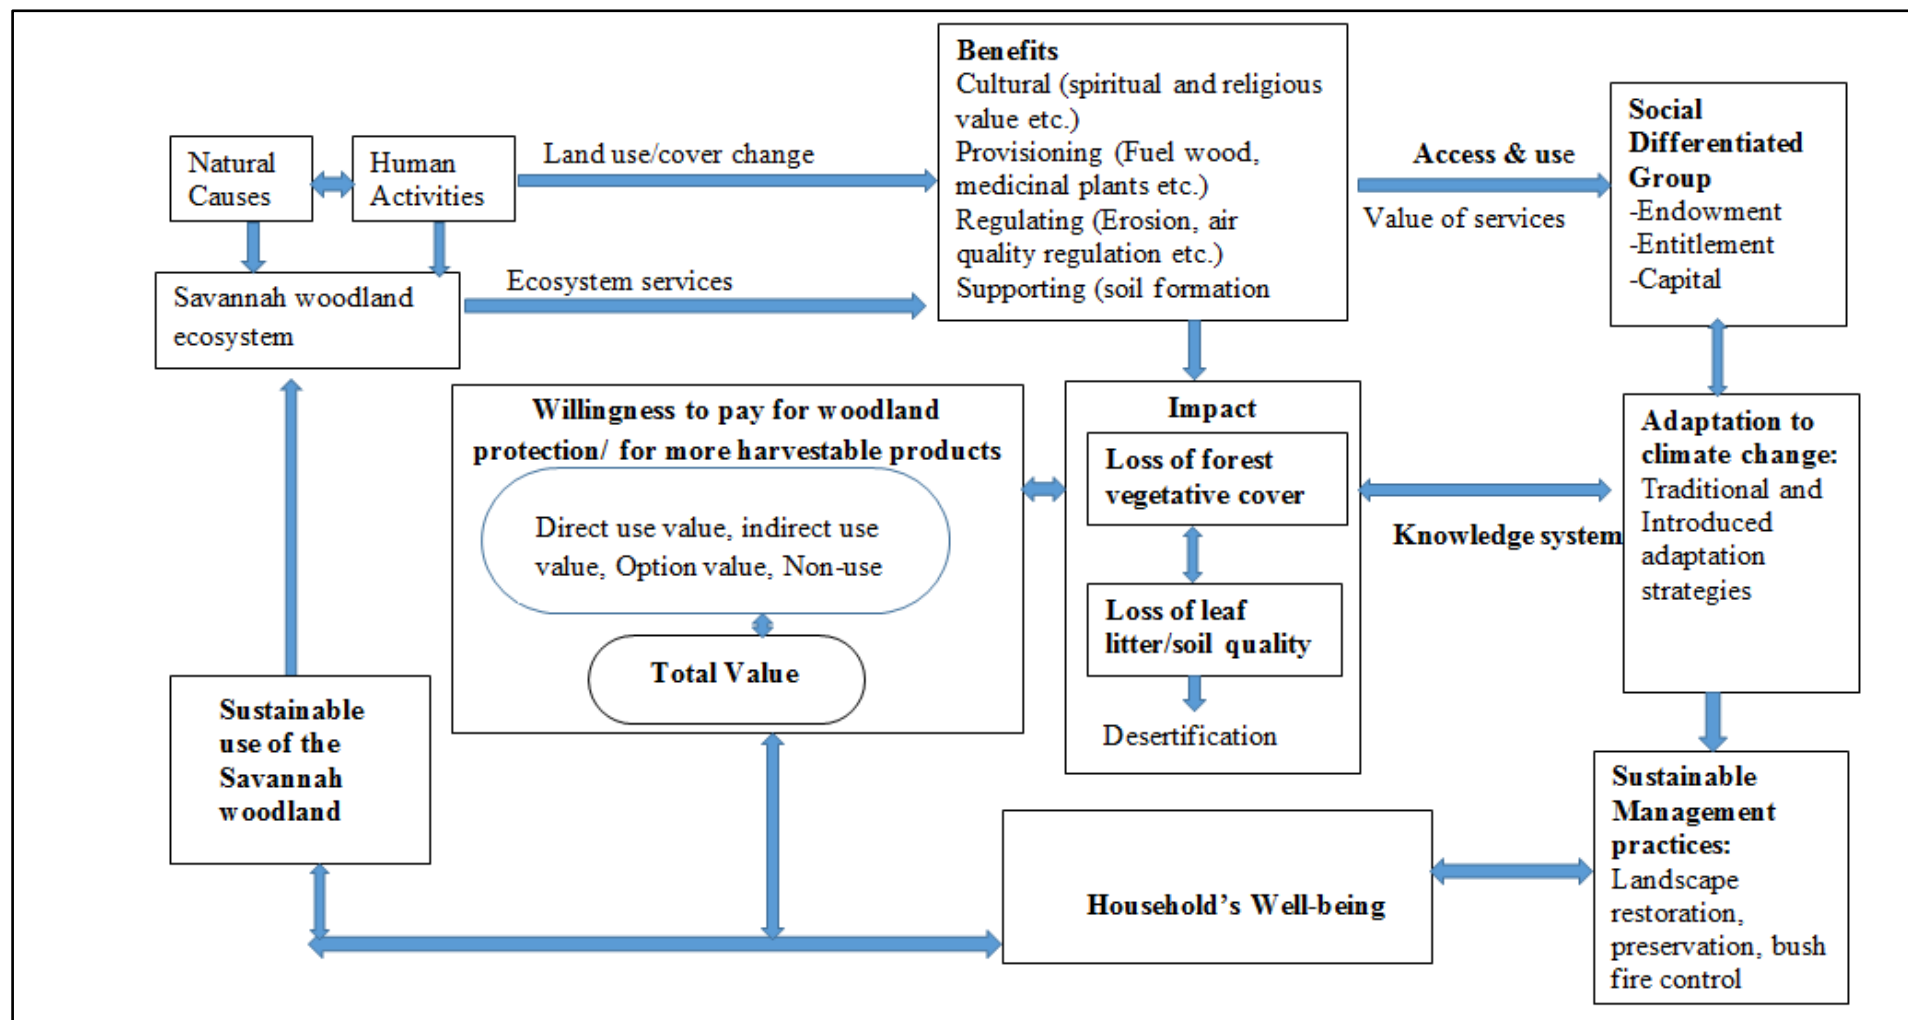 Natural
Causes
Human
Activities
Land use/cover change
Benefits
Cultural (spiritual and religious
value etc.)
Provisioning (Fuel wood,
medicinal plants etc.)
Regulating (Erosion, air
quality regulation etc.)
Supporting (soil formation
Access & use
Value of services
Social
Differentiated
Group
-Endowment
-Entitlement
-Capital
Savannah woodland
ecosystem
Ecosystem services
Willingness to pay for woodland
protection/ for more harvestable products
Direct use value, indirect use
value, Option value, Non-use
Total Value
Impact
Loss of forest
vegetative cover
Loss of leaf
litter/soil quality
Desertification
Knowledge system
Adaptation to
climate change:
Traditional and
Introduced
adaptation
strategies
Sustainable
use of the
Savannah
woodland
Household's Well-being
Sustainable
Management
practices:
Landscape
restoration,
preservation, bush
fire control